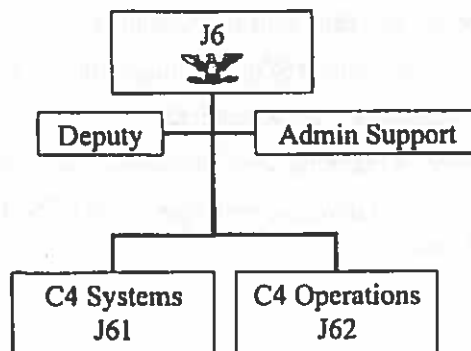 J6
Deputy
Admin Support
C4 Systems
J61
C4 Operations
J62